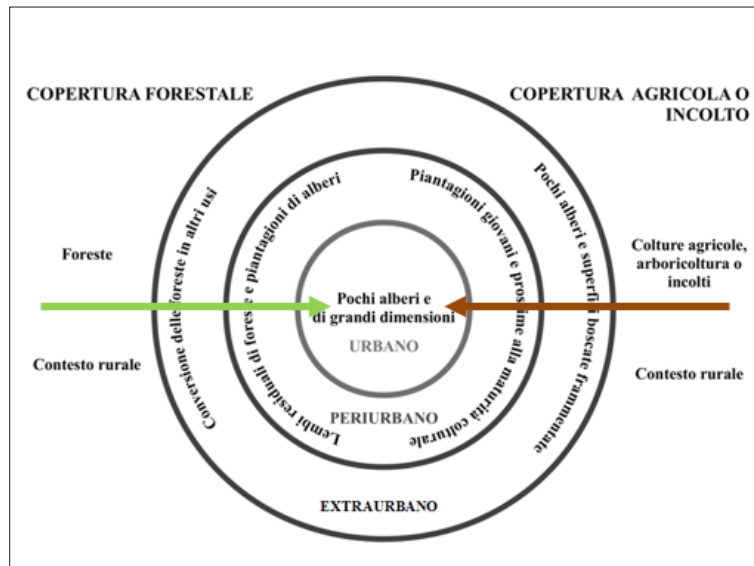 COPERTURA FORESTALE
COPERTURA AGRICOLA O
INCOLTO
Conversione delle foreste in altri usi
Lembi residuali di foreste e piantagioni di alberi
Piantagioni giovani e prossime alla maturità colturale
Pochi alberi e superfici boscate frammentate
Foreste
Colture agricole,
arboricoltura o
incolti
Pochi alberi e
di grandi dimensioni
URBANO
Contesto rurale
Contesto rurale
PERIURBANO
EXTRAURBANO